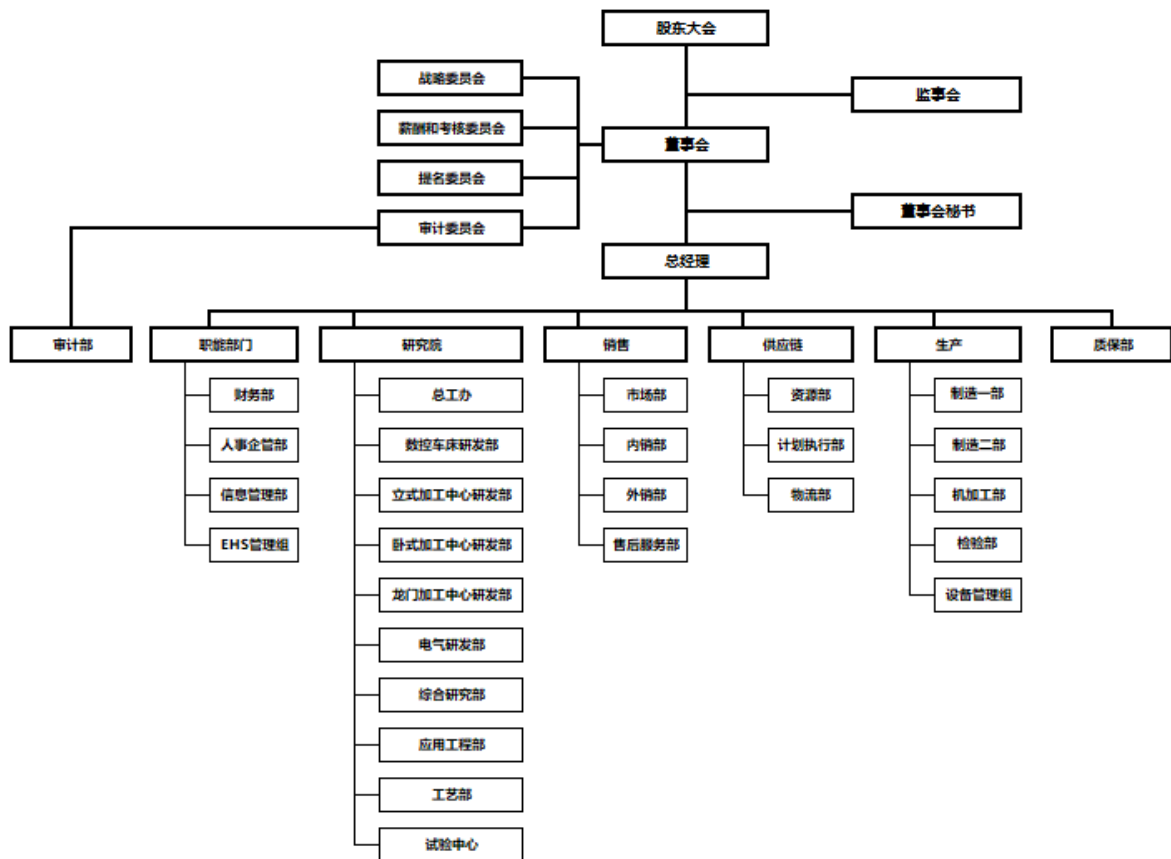 股东大会
战略委员会
监事会
薪酬和考核委员会
董事会
提名委员会
董事会秘书
审计委员会
总经理
审计部
职能部门
研究院
销售
供应链
生产
质保部
财务部
总工办
市场部
资源部
制造一部
人事企管部
数控车床研发部
内销部
计划执行部
制造二部
信息管理部
立式加工中心研发部
外销部
物流部
机加工部
EHS管理组
卧式加工中心研发部
售后服务部
检验部
龙门加工中心研发部
设备管理组
电气研发部
综合研究部
应用工程部
工艺部
试验中心